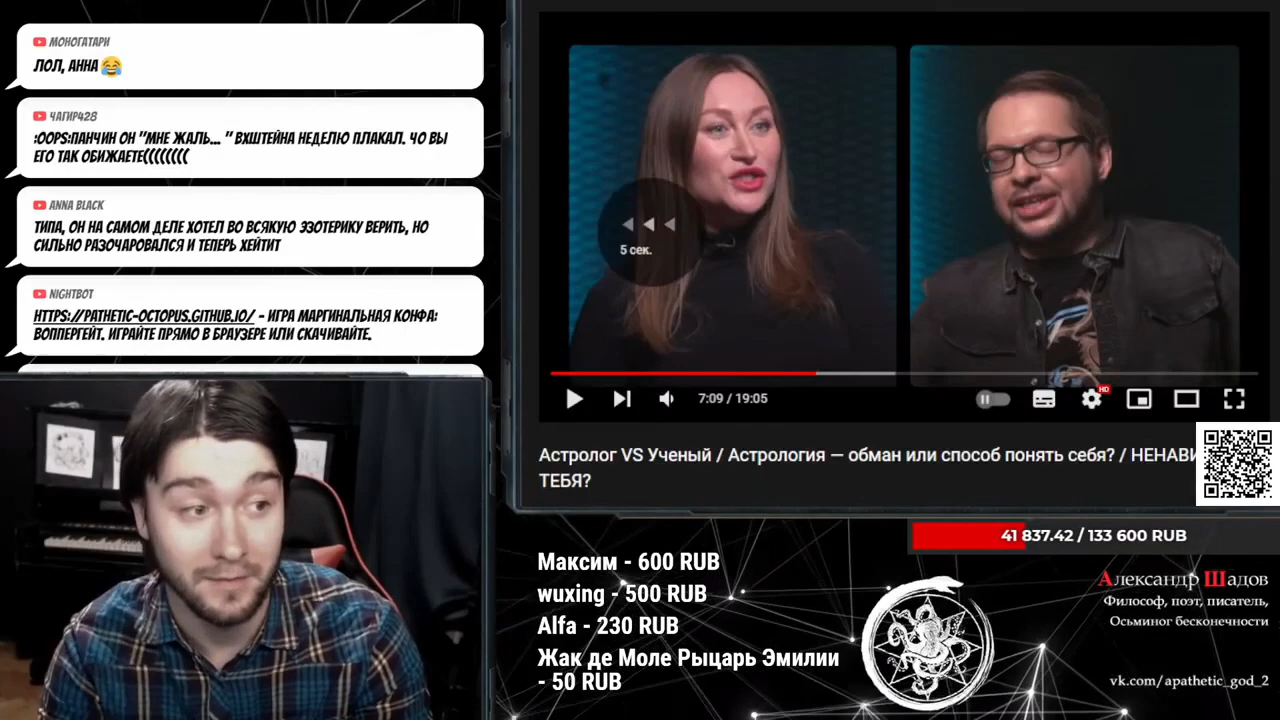 МОНОГАТАРИ
ЛОЛ, АННА 😂
ЧАГИР428
:OOPS:ПАНЧИН ОН "МНЕ ЖАЛЬ... " ВХШТЕЙНА НЕДЕЛЮ ПЛАКАЛ. ЧО ВЫ
ЕГО ТАК ОБИЖАЕТЕ((((((((
ANNA BLACK
ТИПА, ОН НА САМОМ ДЕЛЕ ХОТЕЛ ВО ВСЯКУЮ ЭЗОТЕРИКУ ВЕРИТЬ, НО
СИЛЬНО РАЗОЧАРОВАЛСЯ И ТЕПЕРЬ ХЕЙТИТ
NIGHTBOT
HTTPS://PATHETIC-OCTOPUS.GITHUB.IO/ - ИГРА МАРГИНАЛЬНАЯ КОНФА:
ВОППЕРГЕЙТ. ИГРАЙТЕ ПРЯМО В БРАУЗЕРЕ ИЛИ СКАЧИВАЙТЕ.
5 сек.
7:09 / 19:05
HD
Астролог VS Ученый / Астрология — обман или способ понять себя? / НЕНАВИ
ТЕБЯ?
41 837.42 / 133 600 RUB
Максим - 600 RUB
wuxing - 500 RUB
Alfa - 230 RUB
Жак де Моле Рыцарь Эмилии
- 50 RUB
Александр Шадов
Философ, поэт, писатель,
Осьминог бесконечности
vk.com/apathetic_god_2